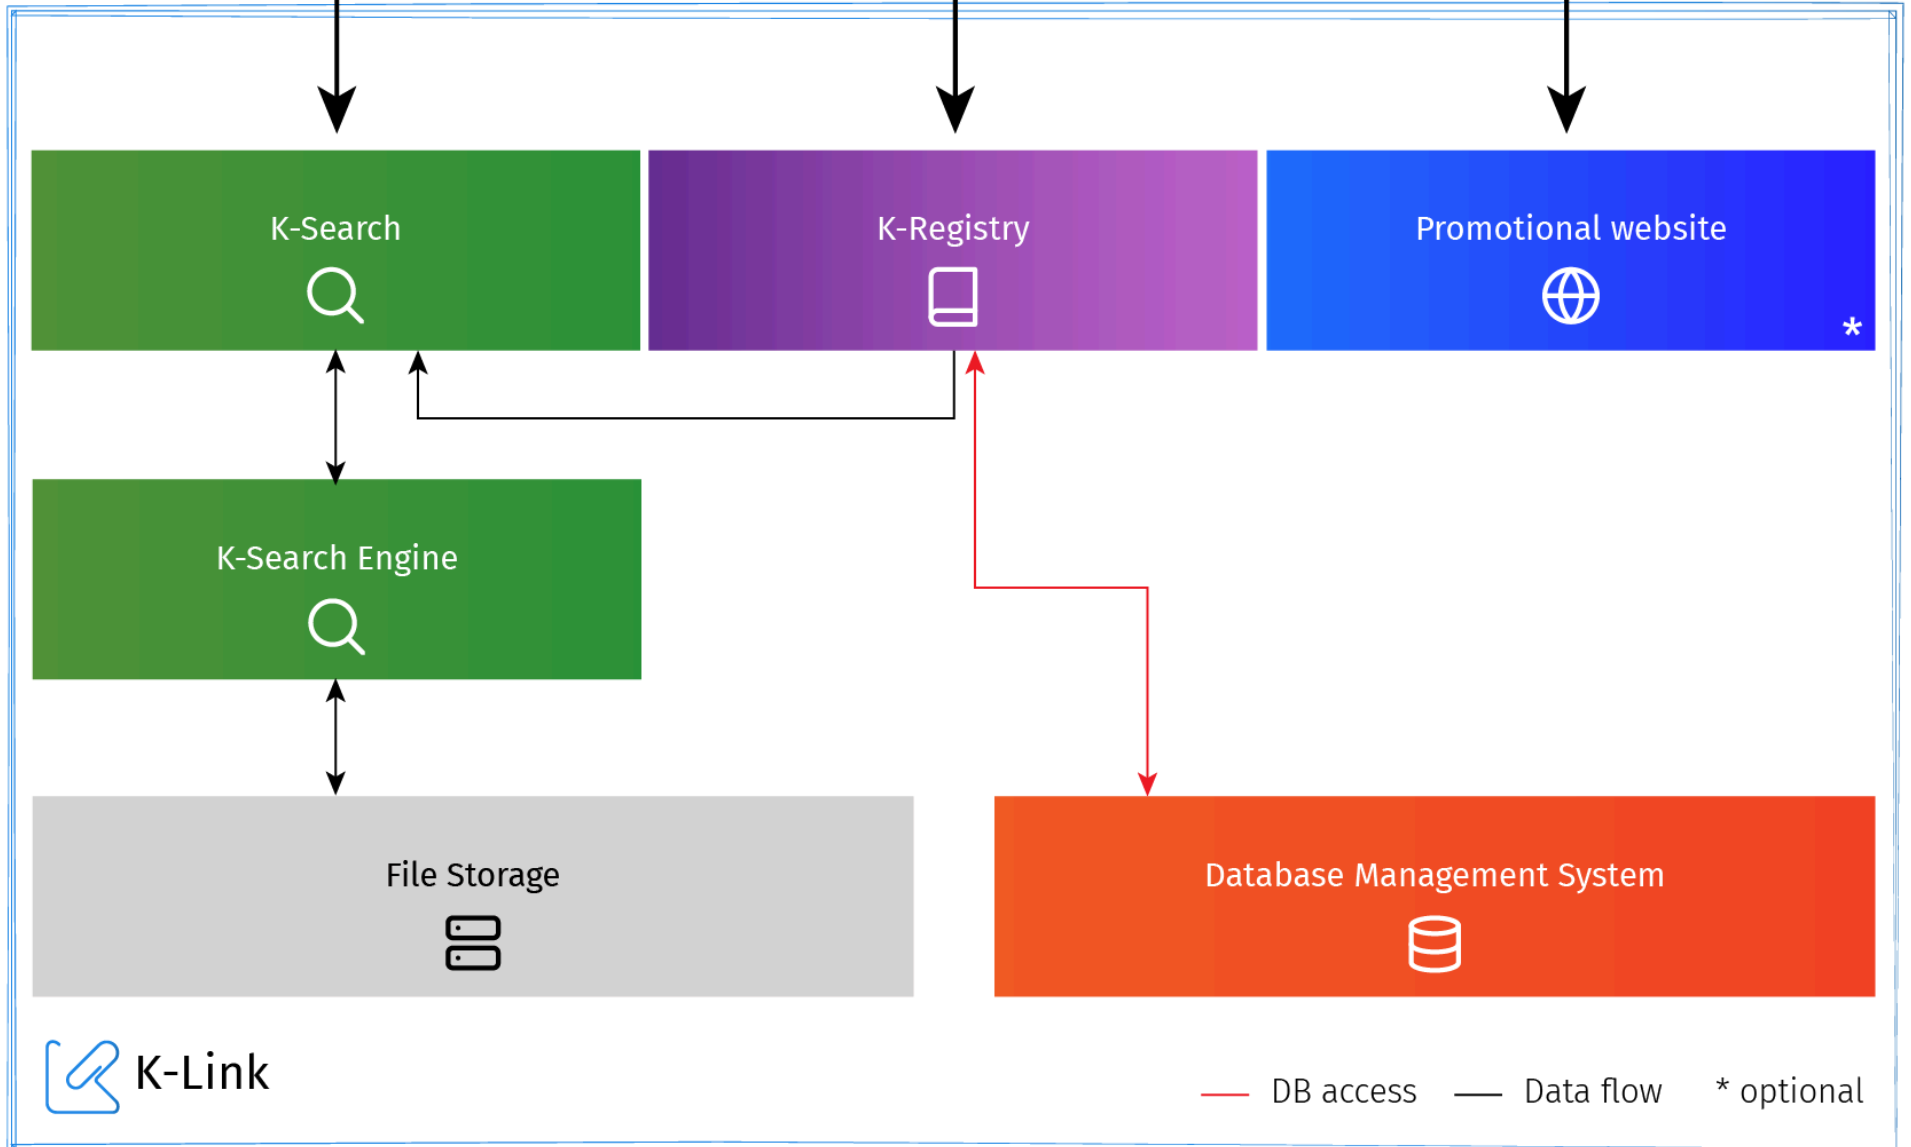 K-Search
K-Registry
Promotional website
*
K-Search Engine
File Storage
Database Management System
K-Link
DB access
Data flow
* optional